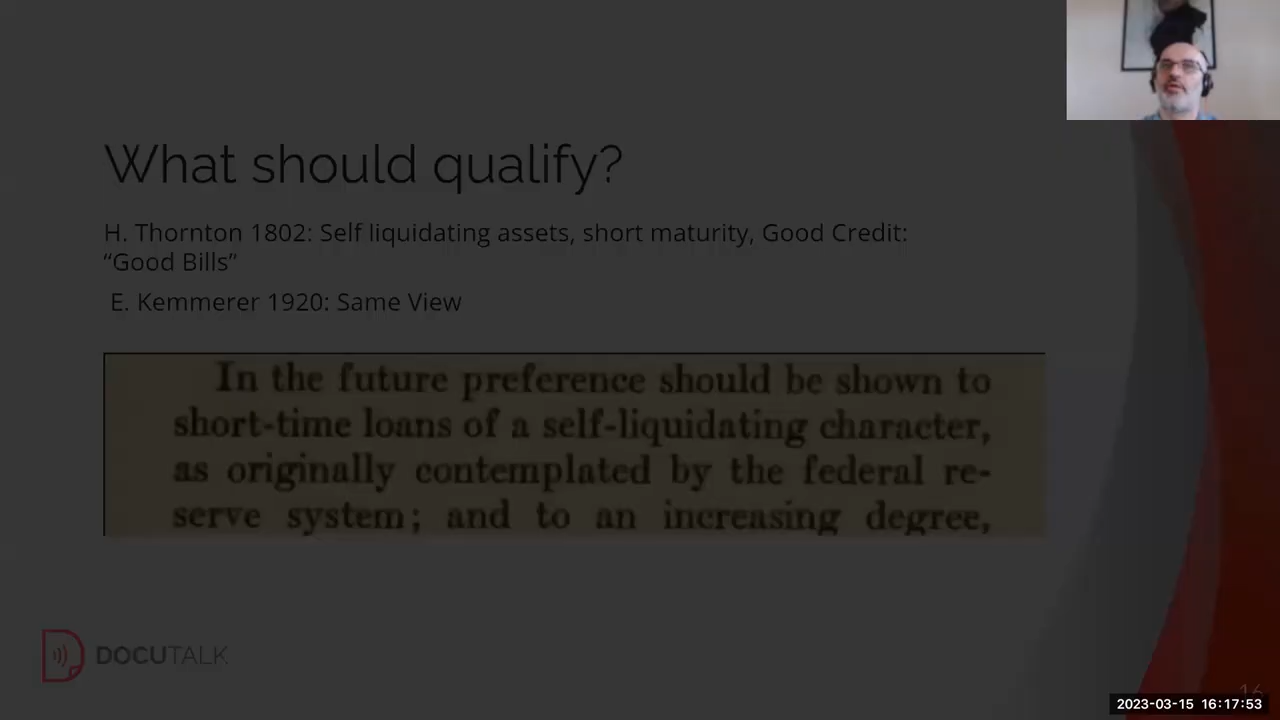 What should qualify?
H. Thornton 1802: Self liquidating assets, short maturity, Good Credit:
“Good Bills”
E. Kemmerer 1920: Same View
In the future preference should be shown to
short-time loans of a self-liquidating character,
as originally contemplated by the federal re-
serve system; and to an increasing degree,
DOCUTALK
16
2023-03-15 16:17:53